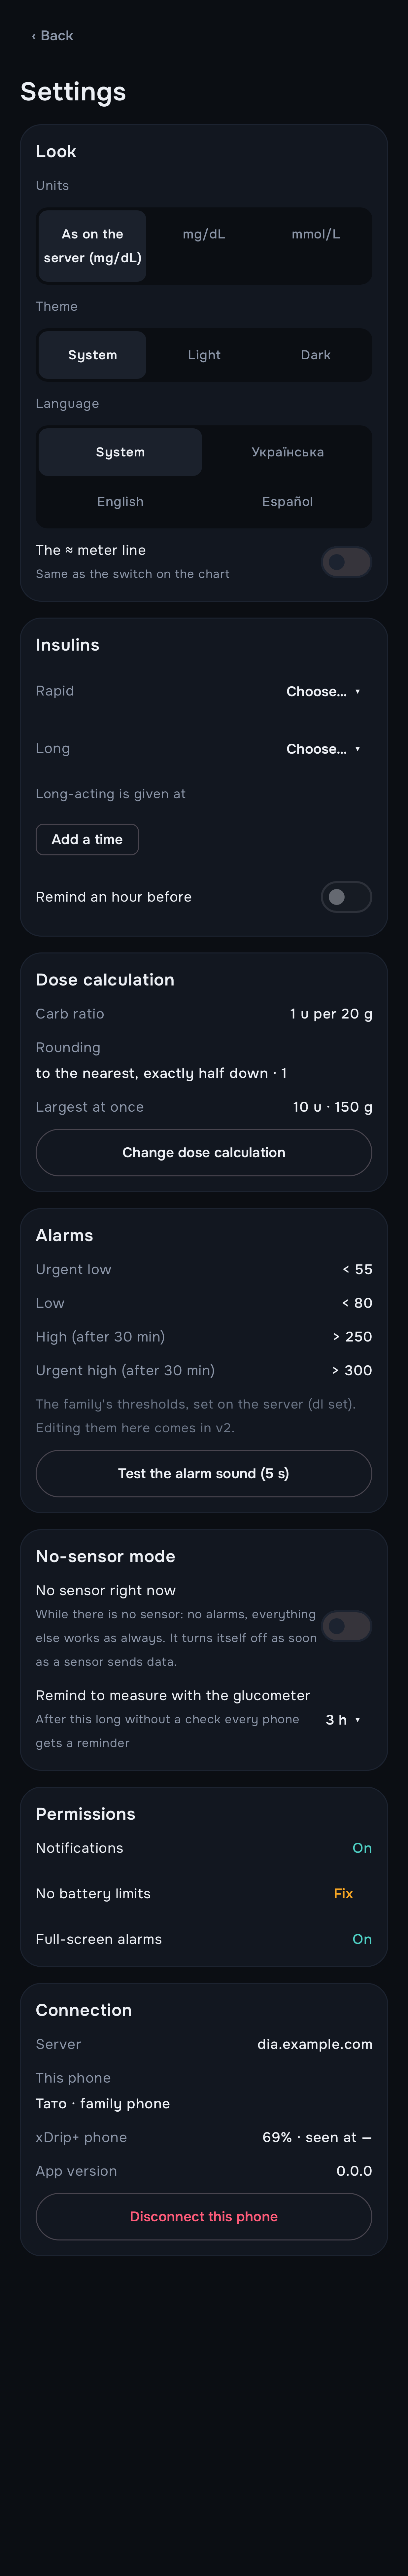 ‹ Back
Settings
Look
Units
As on the
server (mg/dL)
mg/dL
mmol/L
Theme
System
Light
Dark
Language
System
Українська
English
Español
The ≈ meter line
Same as the switch on the chart
Insulins
Rapid
Choose... ▾
Long
Choose... ▾
Long-acting is given at
Add a time
Remind an hour before
Dose calculation
Carb ratio
1 u per 20 g
Rounding
to the nearest, exactly half down · 1
Largest at once
10 u · 150 g
Change dose calculation
Alarms
Urgent low
< 55
Low
< 80
High (after 30 min)
> 250
Urgent high (after 30 min)
> 300
The family's thresholds, set on the server (dl set).
Editing them here comes in v2.
Test the alarm sound (5 s)
No-sensor mode
No sensor right now
While there is no sensor: no alarms, everything
else works as always. It turns itself off as soon
as a sensor sends data.
Remind to measure with the glucometer
After this long without a check every phone
gets a reminder
3 h ▾
Permissions
Notifications
On
No battery limits
Fix
Full-screen alarms
On
Connection
Server
dia.example.com
This phone
Тато · family phone
xDrip+ phone
69% · seen at —
App version
0.0.0
Disconnect this phone